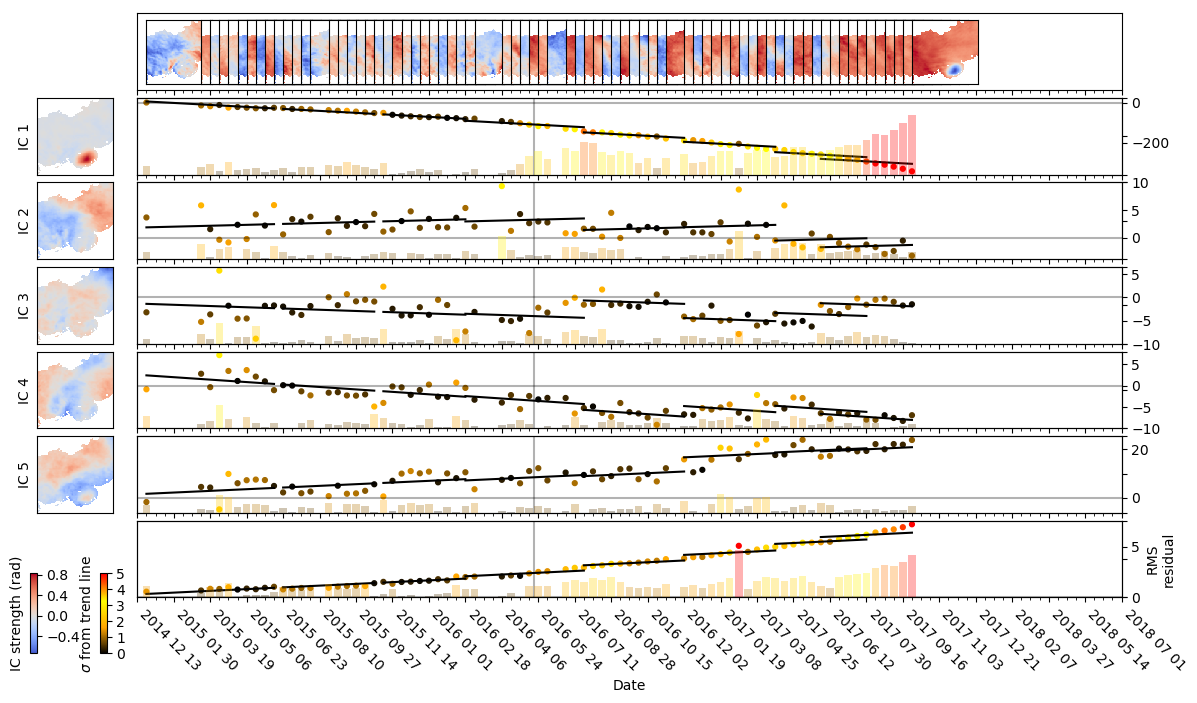 IC 1
0
−200
IC 2
10
5
0
IC 3
5
0
−5
−10
IC 4
5
0
−5
−10
IC 5
20
0
5
0
RMS
residual
IC strength (rad)
0.8
0.4
0.0
−0.4
σ from trend line
5
4
3
2
1
0
2014 12 13
2015 01 30
2015 03 19
2015 05 06
2015 06 23
2015 08 10
2015 09 27
2015 11 14
2016 01 01
2016 02 18
2016 04 06
2016 05 24
2016 07 11
2016 08 28
2016 10 15
2016 12 02
2017 01 19
2017 03 08
2017 04 25
2017 06 12
2017 07 30
2017 09 16
2017 11 03
2017 12 21
2018 02 07
2018 03 27
2018 05 14
2018 07 01
Date